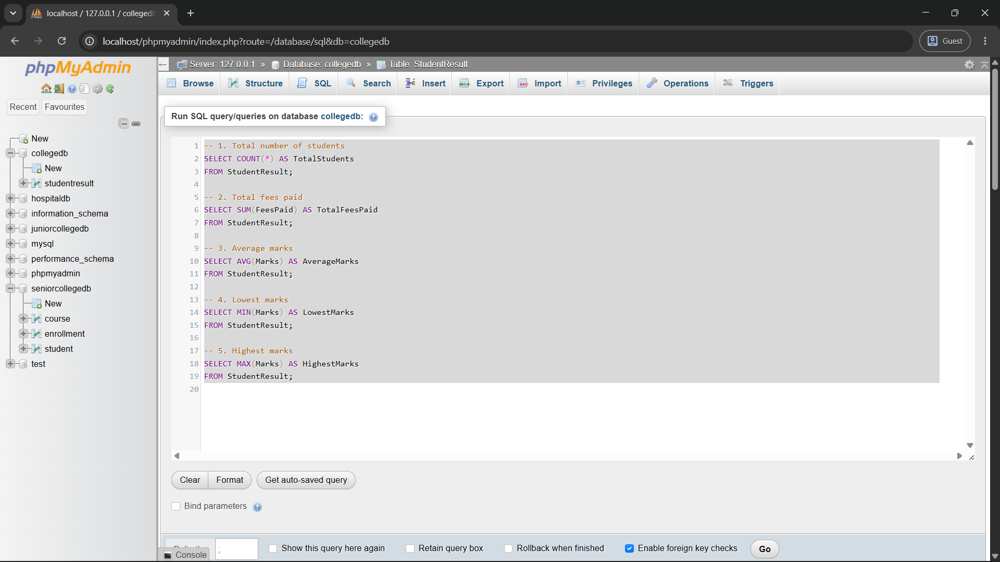 localhost / 127.0.0.1 / collegedb
localhost/phpmyadmin/index.php?route=/database/sql&db=collegedb
Guest
phpMyAdmin
Recent
Favourites
New
collegedb
New
studentresult
hospitaldb
information_schema
juniorcollegedb
mysql
performance_schema
phpmyadmin
seniorcollegedb
New
course
enrollment
student
test
Server: 127.0.0.1 » Database: collegedb » Table: StudentResult
Browse
Structure
SQL
Search
Insert
Export
Import
Privileges
Operations
Triggers
Run SQL query/queries on database collegedb:
1 -- 1. Total number of students
2 SELECT COUNT(*) AS TotalStudents
3 FROM StudentResult;
4
5 -- 2. Total fees paid
6 SELECT SUM(FeesPaid) AS TotalFeesPaid
7 FROM StudentResult;
8
9 -- 3. Average marks
10 SELECT AVG(Marks) AS AverageMarks
11 FROM StudentResult;
12
13 -- 4. Lowest marks
14 SELECT MIN(Marks) AS LowestMarks
15 FROM StudentResult;
16
17 -- 5. Highest marks
18 SELECT MAX(Marks) AS HighestMarks
19 FROM StudentResult;
20
Clear
Format
Get auto-saved query
Bind parameters
;
Show this query here again
Retain query box
Rollback when finished
Enable foreign key checks
Go
Console